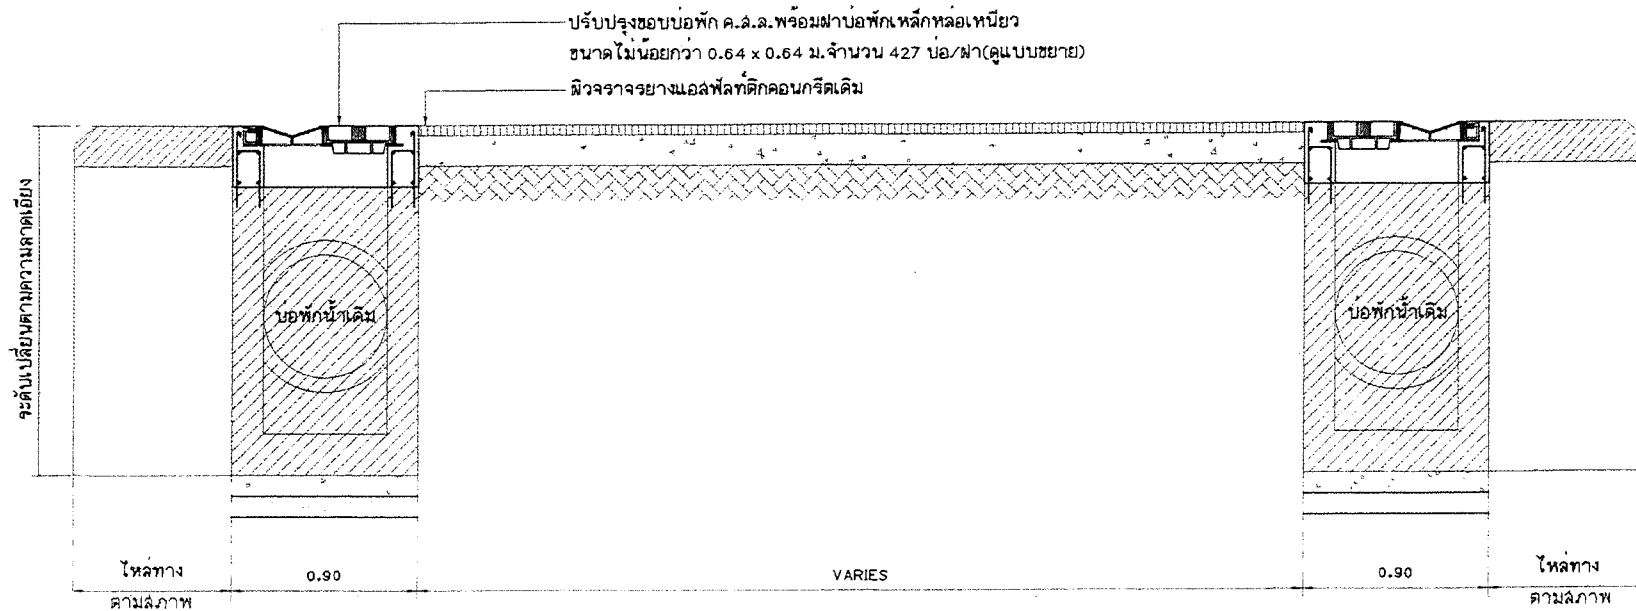 ปรับปรุงขอบบ่อพัก ค.ส.ล.พร้อมฝาบ่อพักเหล็กหล่อเหนียว
ขนาดไม่น้อยกว่า 0.64 x 0.64 ม.จำนวน 427 บ่อ/ฝา(ดูแบบขยาย)
ผิวจราจรยางแอสฟัลท์ติกคอนกรีตเดิม
ระดับเปลี่ยนตามความลาดเอียง
บ่อพักน้ำเดิม
บ่อพักน้ำเดิม
ไหล่ทาง
ตามสภาพ
0.90
VARIES
0.90
ไหล่ทาง
ตามสภาพ